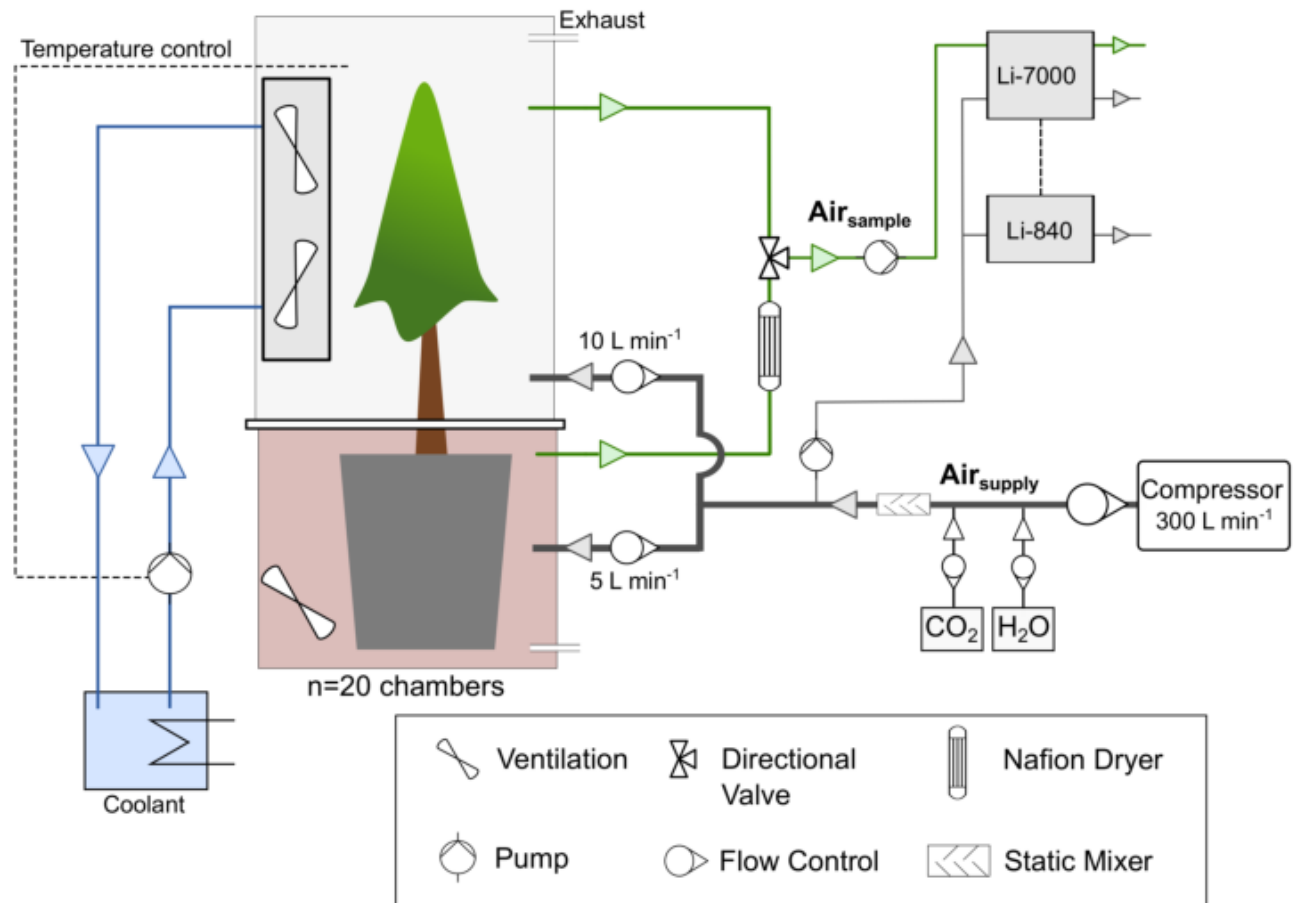 Exhaust
Temperature control
Li-7000
Air_sample
Li-840
10 L min⁻¹
Air_supply
Compressor
300 L min⁻¹
5 L min⁻¹
CO₂
H₂O
n=20 chambers
Coolant
Ventilation
Directional
Valve
Nafion Dryer
Pump
Flow Control
Static Mixer